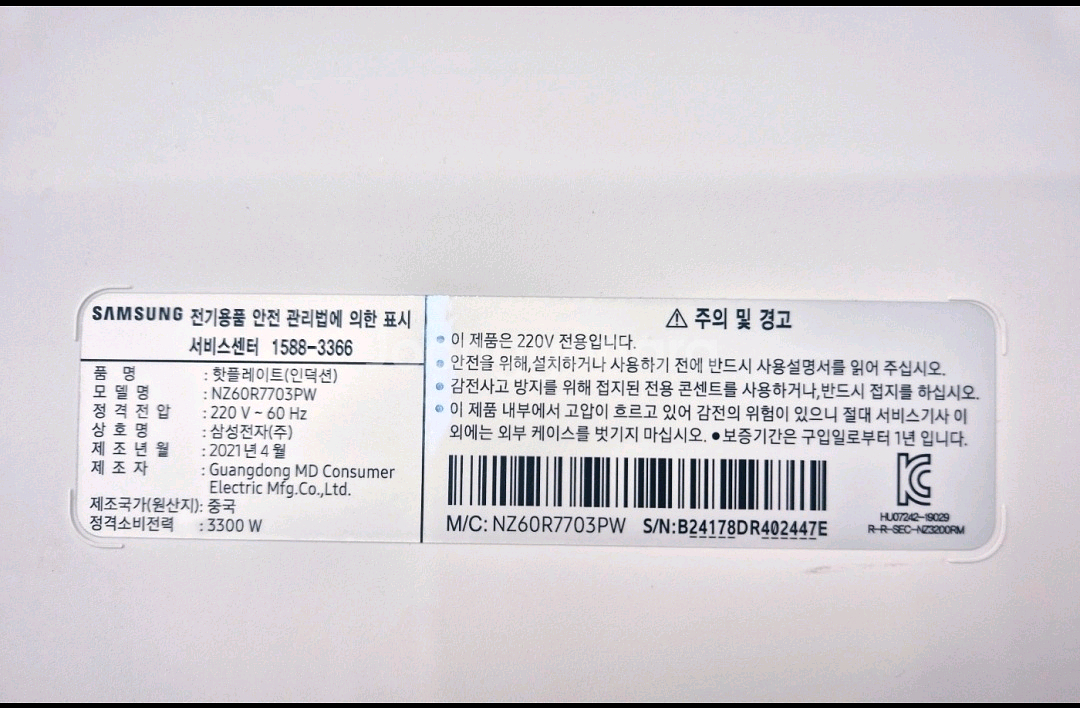 SAMSUNG 전기용품 안전 관리법에 의한 표시
서비스센터 1588-3366
품 명 : 핫플레이트(인덕션)
모 델 명 : NZ60R7703PW
정 격 전 압 : 220 V ~ 60 Hz
상 호 명 : 삼성전자(주)
제 조 년 월 : 2021년 4월
제 조 자 : Guangdong MD Consumer
Electric Mfg.Co.,Ltd.
제조국가(원산지): 중국
정격소비전력 : 3300 W
⚠ 주의 및 경고
● 이 제품은 220V 전용입니다.
● 안전을 위해,설치하거나 사용하기 전에 반드시 사용설명서를 읽어 주십시오.
● 감전사고 방지를 위해 접지된 전용 콘센트를 사용하거나,반드시 접지를 하십시오.
● 이 제품 내부에서 고압이 흐르고 있어 감전의 위험이 있으니 절대 서비스기사 이
외에는 외부 케이스를 벗기지 마십시오. ●보증기간은 구입일로부터 1년 입니다.
M/C: NZ60R7703PW S/N:B24178DR402447E
HU07242-19029
R-R-SEC-NZ3200RM